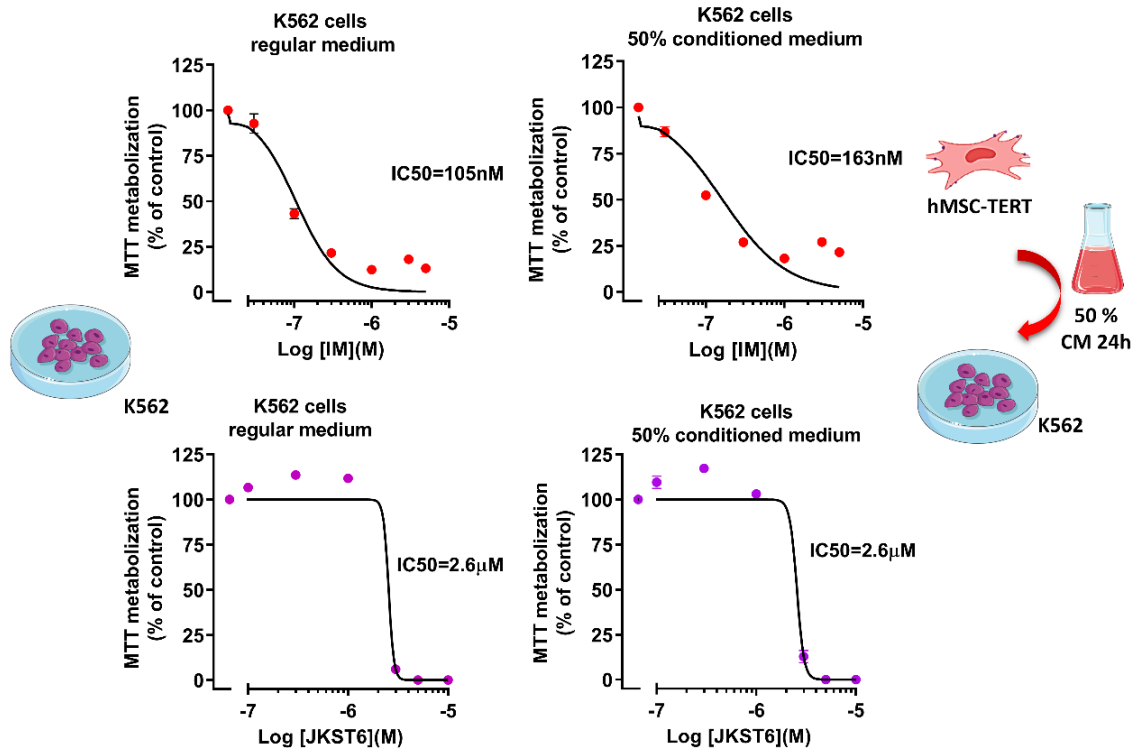 K562 cells
regular medium
125
100
75
50
25
0
MTT metabolization
(% of control)
IC50=105nM
-7
-6
-5
Log [IM](M)
K562 cells
50% conditioned medium
125
100
75
50
25
0
MTT metabolization
(% of control)
IC50=163nM
-7
-6
-5
Log [IM](M)
hMSC-TERT
50 %
CM 24h
K562
K562
K562 cells
regular medium
125
100
75
50
25
0
MTT metabolization
(% of control)
IC50=2.6μM
-7
-6
-5
Log [JKST6](M)
K562 cells
50% conditioned medium
125
100
75
50
25
0
MTT metabolization
(% of control)
IC50=2.6μM
-7
-6
-5
Log [JKST6](M)